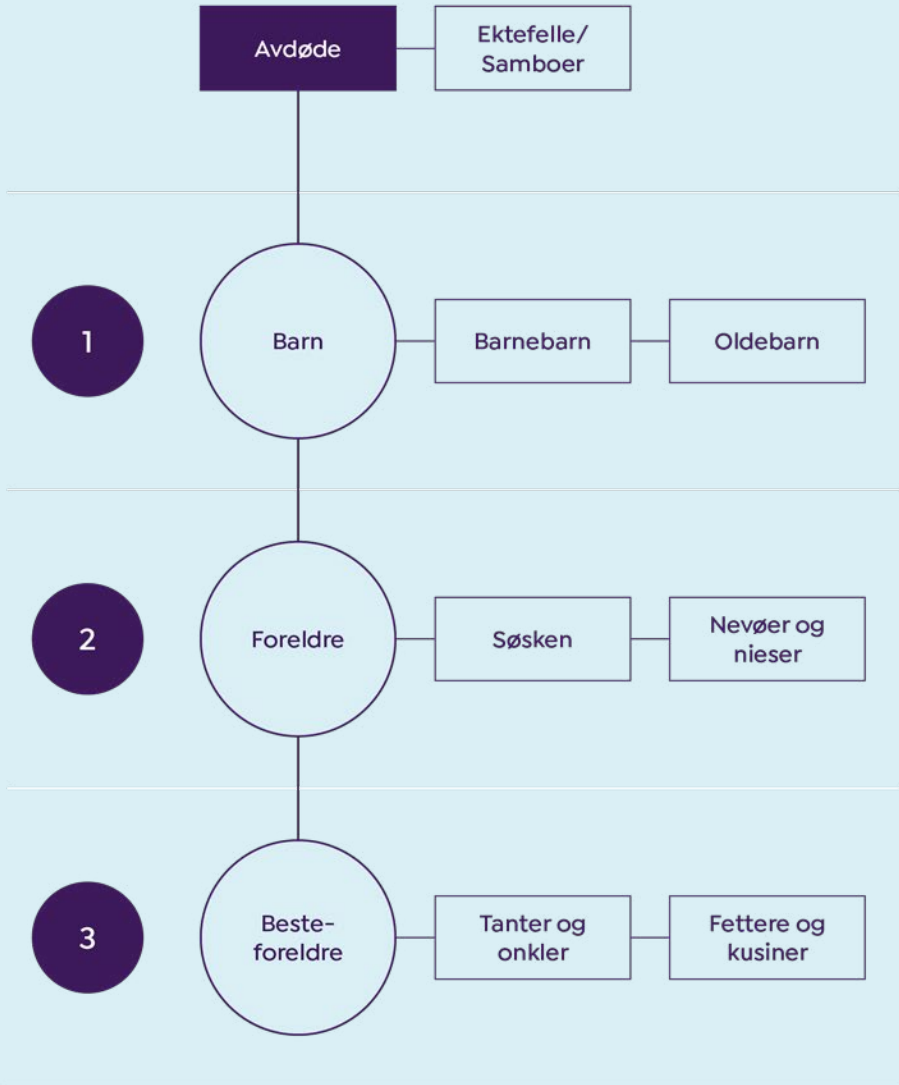 Avdøde
Ektefelle/
Samboer
1
Barn
Barnebarn
Oldebarn
2
Foreldre
Søsken
Nevøer og
nieser
3
Beste-
foreldre
Tanter og
onkler
Fettere og
kusiner